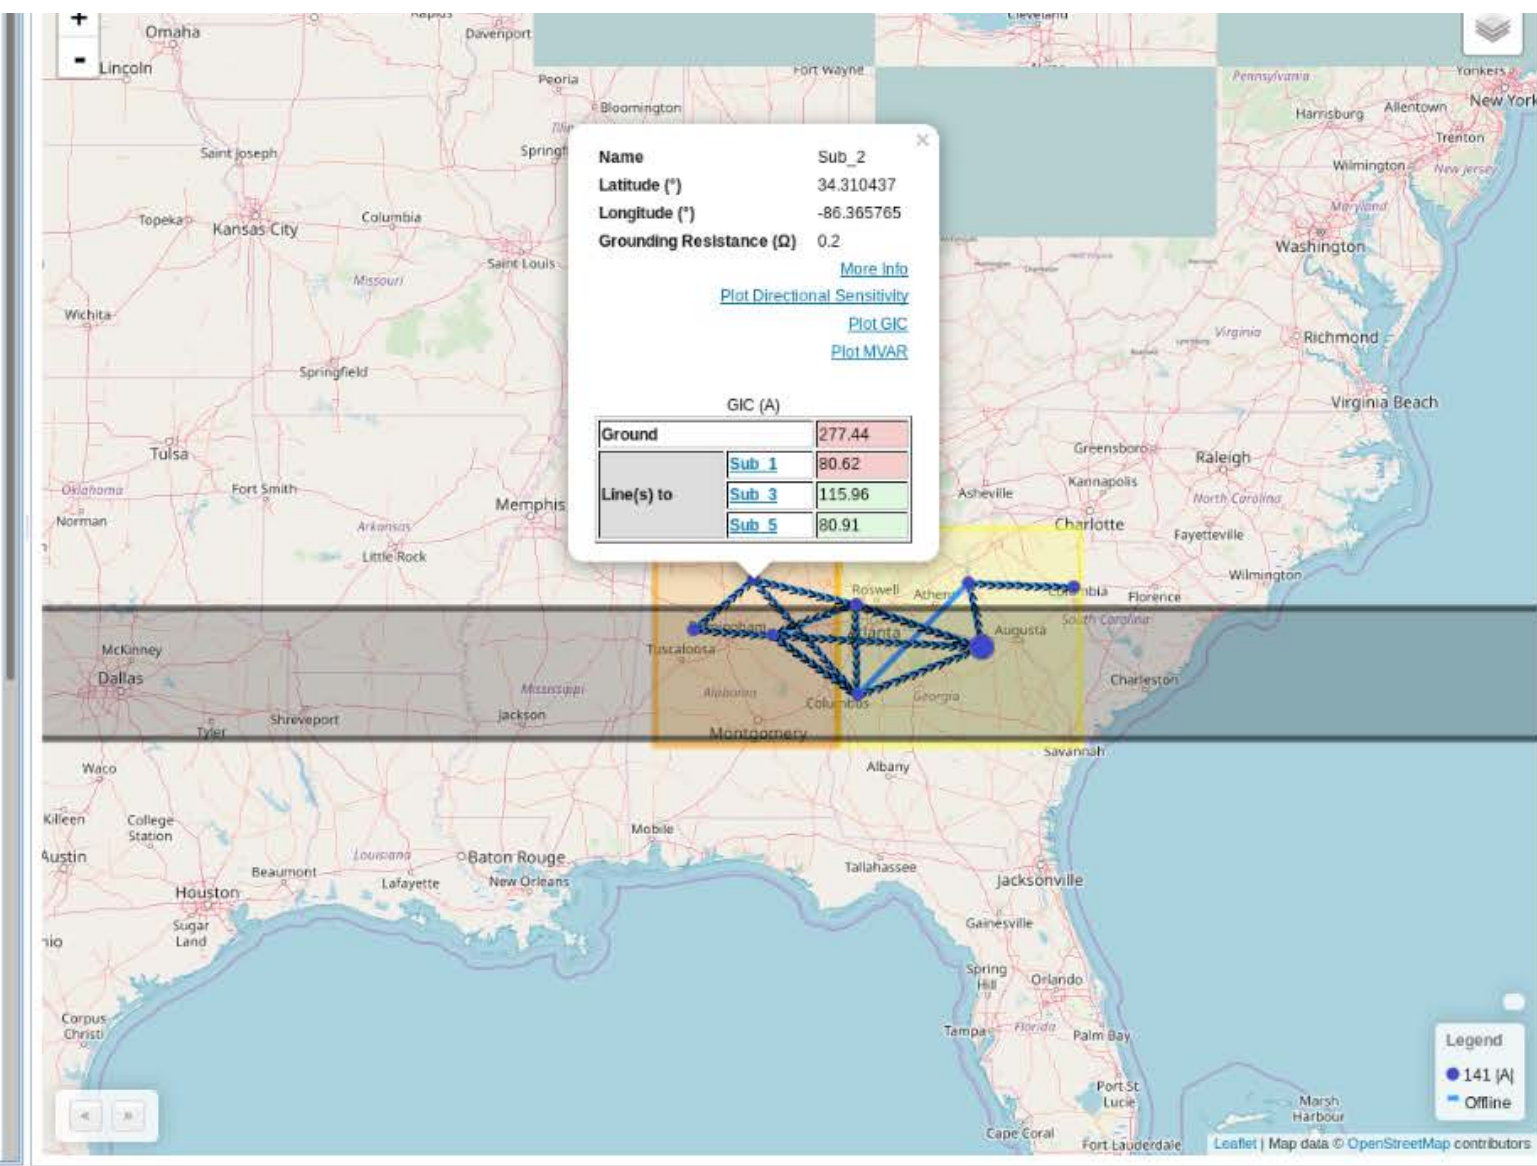 +
-
Omaha
Lincoln
Davenport
Peoria
Bloomington
Fort Wayne
Cleveland
Pennsylvania
Yonkers
New York
Allentown
Harrisburg
Trenton
Wilmington
New Jersey
Maryland
Washington
Saint Joseph
Topeka
Kansas City
Columbia
Missouri
Saint Louis
Wichita
Springfield
Virginia
Richmond
Virginia Beach
Name Sub_2
Latitude (°) 34.310437
Longitude (°) -86.365765
Grounding Resistance (Ω) 0.2
More Info
Plot Directional Sensitivity
Plot GIC
Plot MVAR
GIC (A)
Ground 277.44
Line(s) to
Sub_1 80.62
Sub_3 115.96
Sub_5 80.91
Tulsa
Oklahoma
Norman
Fort Smith
Arkansas
Little Rock
Memphis
Greensboro
Raleigh
Kannapolis
Asheville
North Carolina
Charlotte
Fayetteville
Wilmington
Roswell
Athen
Columbia
Florence
South Carolina
Augusta
Atlanta
Charleston
Birmingham
Tuscaloosa
Alabama
Columbus
Georgia
Montgomery
McKinney
Dallas
Mississippi
Jackson
Shreveport
Tyler
Savannah
Waco
Albany
Killeen
College
Station
Austin
Mobile
Louisiana
Baton Rouge
Beaumont
Lafayette
New Orleans
Houston
Sugar
Land
Tallahassee
Jacksonville
Gainesville
Spring
Hill
Orlando
Tampa
Florida
Palm Bay
Corpus
Christi
Port St.
Lucie
Cape Coral
Fort Lauderdale
Marsh
Harbour
« »
Legend
141 |A|
Offline
Leaflet | Map data © OpenStreetMap contributors